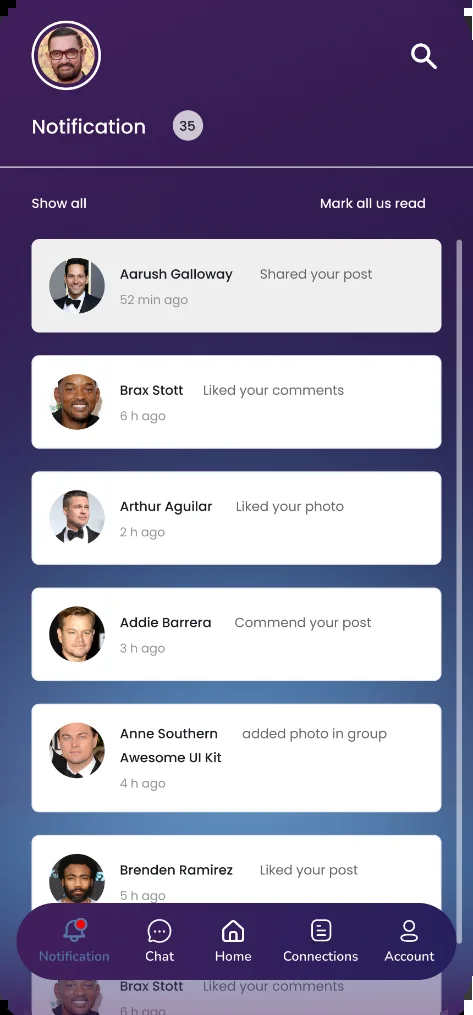 Notification 35
Show all Mark all us read
Aarush Galloway Shared your post
52 min ago
Brax Stott Liked your comments
6 h ago
Arthur Aguilar Liked your photo
2 h ago
Addie Barrera Commend your post
3 h ago
Anne Southern added photo in group
Awesome UI Kit
4 h ago
Brenden Ramirez Liked your post
5 h ago
Notification Chat Home Connections Account
Brax Stott Liked your comments
6 h ago